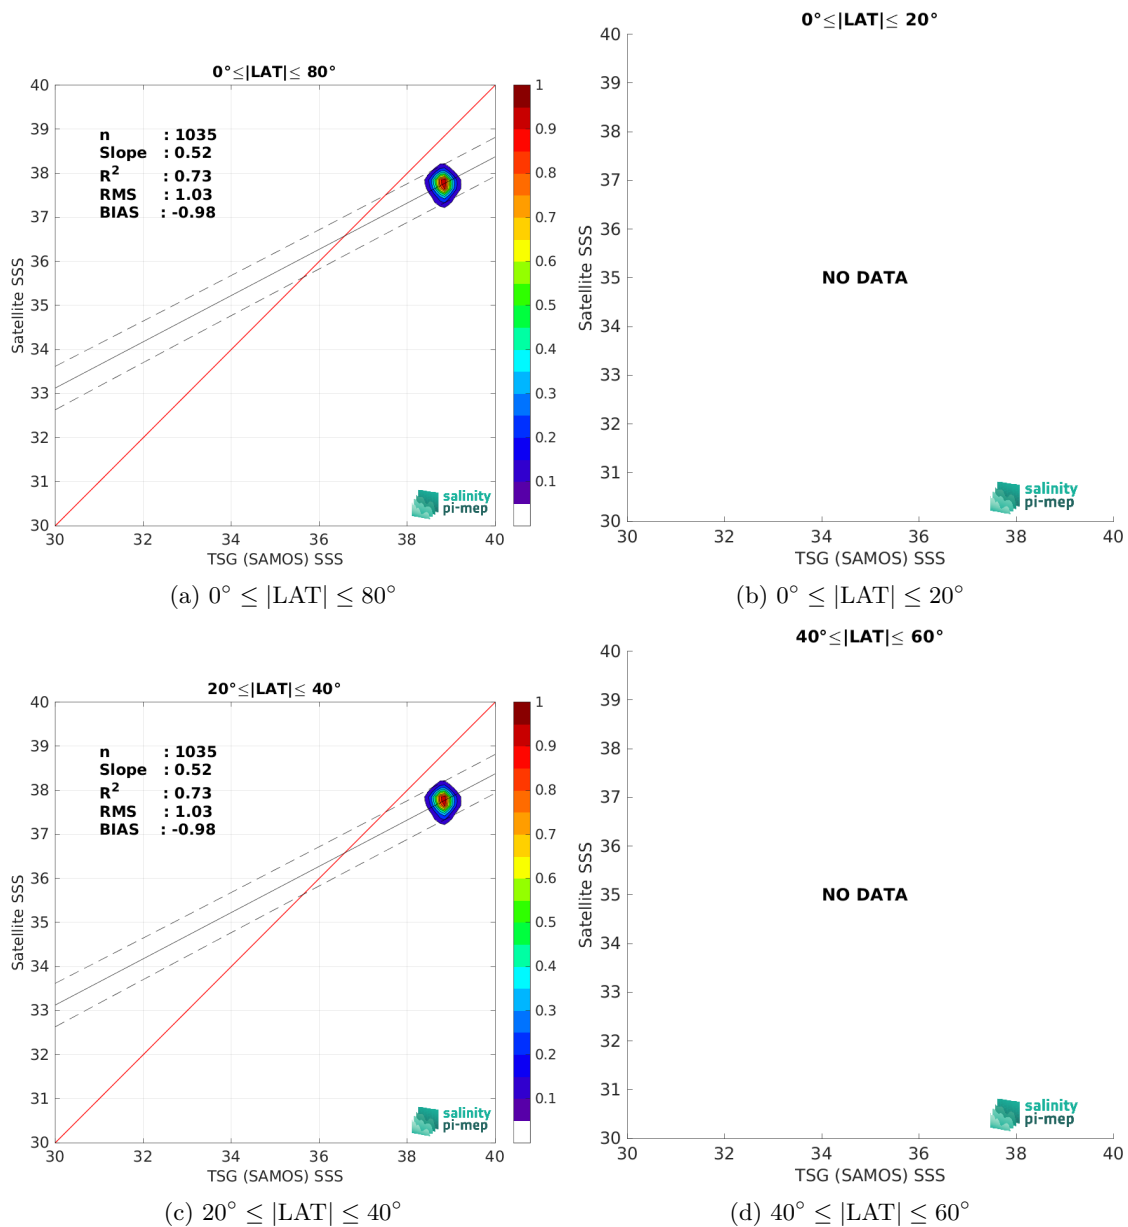 0°≤|LAT|≤ 80°
40
39
38
37
36
35
34
33
32
31
30
Satellite SSS
n : 1035
Slope : 0.52
R² : 0.73
RMS : 1.03
BIAS : -0.98
1
0.9
0.8
0.7
0.6
0.5
0.4
0.3
0.2
0.1
salinity
pi-mep
30 32 34 36 38 40
TSG (SAMOS) SSS
(a) 0° ≤ |LAT| ≤ 80°
0°≤|LAT|≤ 20°
40
39
38
37
36
35
34
33
32
31
30
Satellite SSS
NO DATA
salinity
pi-mep
30 32 34 36 38 40
TSG (SAMOS) SSS
(b) 0° ≤ |LAT| ≤ 20°
20°≤|LAT|≤ 40°
40
39
38
37
36
35
34
33
32
31
30
Satellite SSS
n : 1035
Slope : 0.52
R² : 0.73
RMS : 1.03
BIAS : -0.98
1
0.9
0.8
0.7
0.6
0.5
0.4
0.3
0.2
0.1
salinity
pi-mep
30 32 34 36 38 40
TSG (SAMOS) SSS
(c) 20° ≤ |LAT| ≤ 40°
40°≤|LAT|≤ 60°
40
39
38
37
36
35
34
33
32
31
30
Satellite SSS
NO DATA
salinity
pi-mep
30 32 34 36 38 40
TSG (SAMOS) SSS
(d) 40° ≤ |LAT| ≤ 60°